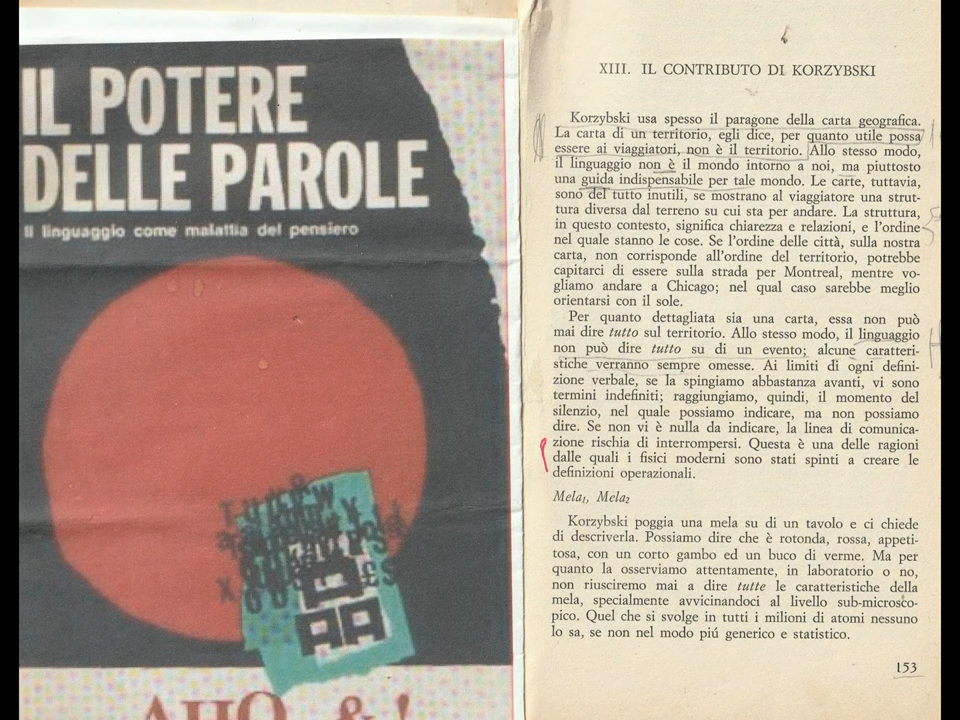 IL POTERE
DELLE PAROLE
Il linguaggio come malattia del pensiero
XIII. IL CONTRIBUTO DI KORZYBSKI
Korzybski usa spesso il paragone della carta geografica.
La carta di un territorio, egli dice, per quanto utile possa
essere ai viaggiatori, non è il territorio. Allo stesso modo,
il linguaggio non è il mondo intorno a noi, ma piuttosto
una guida indispensabile per tale mondo. Le carte, tuttavia,
sono del tutto inutili, se mostrano al viaggiatore una strut-
tura diversa dal terreno su cui sta per andare. La struttura,
in questo contesto, significa chiarezza e relazioni, e l'ordine
nel quale stanno le cose. Se l'ordine delle città, sulla nostra
carta, non corrisponde all'ordine del territorio, potrebbe
capitarci di essere sulla strada per Montreal, mentre vo-
gliamo andare a Chicago; nel qual caso sarebbe meglio
orientarsi con il sole.
Per quanto dettagliata sia una carta, essa non può
mai dire tutto sul territorio. Allo stesso modo, il linguaggio
non può dire tutto su di un evento; alcune caratteri-
stiche verranno sempre omesse. Ai limiti di ogni defini-
zione verbale, se la spingiamo abbastanza avanti, vi sono
termini indefiniti; raggiungiamo, quindi, il momento del
silenzio, nel quale possiamo indicare, ma non possiamo
dire. Se non vi è nulla da indicare, la linea di comunica-
zione rischia di interrompersi. Questa è una delle ragioni
dalle quali i fisici moderni sono stati spinti a creare le
definizioni operazionali.
Mela₁, Mela₂
Korzybski poggia una mela su di un tavolo e ci chiede
di descriverla. Possiamo dire che è rotonda, rossa, appeti-
tosa, con un corto gambo ed un buco di verme. Ma per
quanto la osserviamo attentamente, in laboratorio o no,
non riusciremo mai a dire tutte le caratteristiche della
mela, specialmente avvicinandoci al livello sub-microsco-
pico. Quel che si svolge in tutti i milioni di atomi nessuno
lo sa, se non nel modo piú generico e statistico.
153